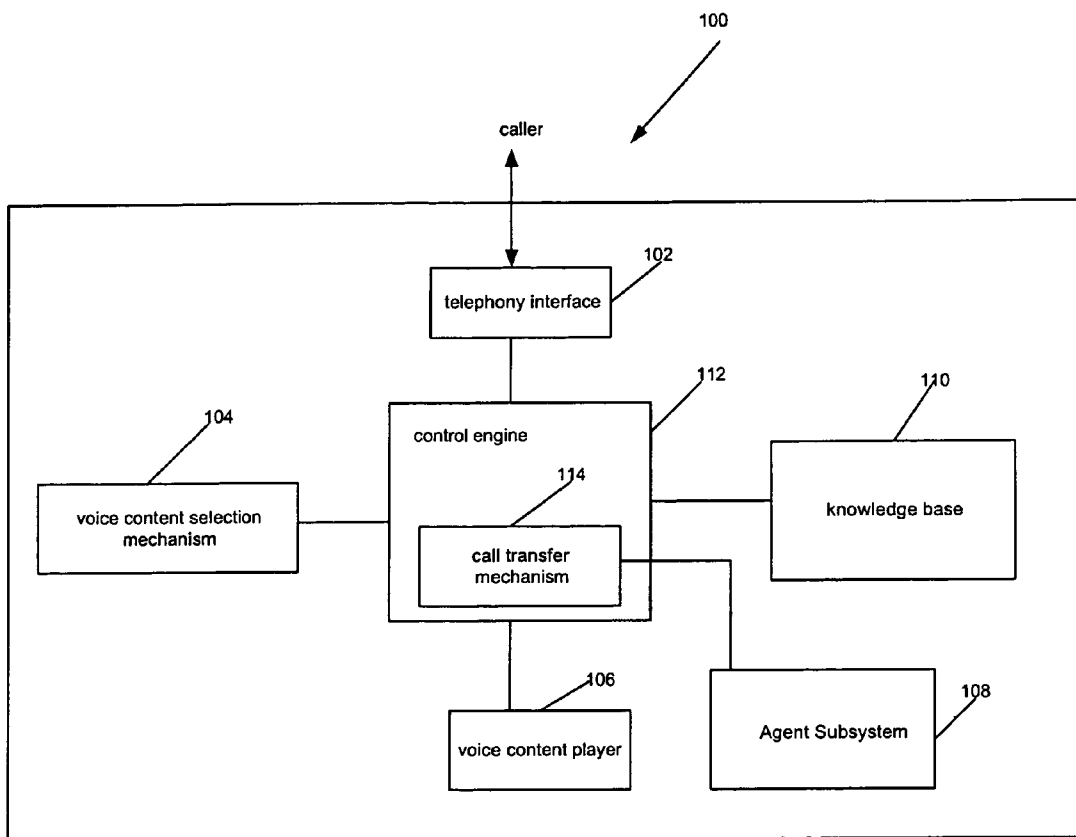 100
caller
102
telephony interface
112
110
104
control engine
114
voice content selection
mechanism
knowledge base
call transfer
mechanism
106
108
voice content player
Agent Subsystem